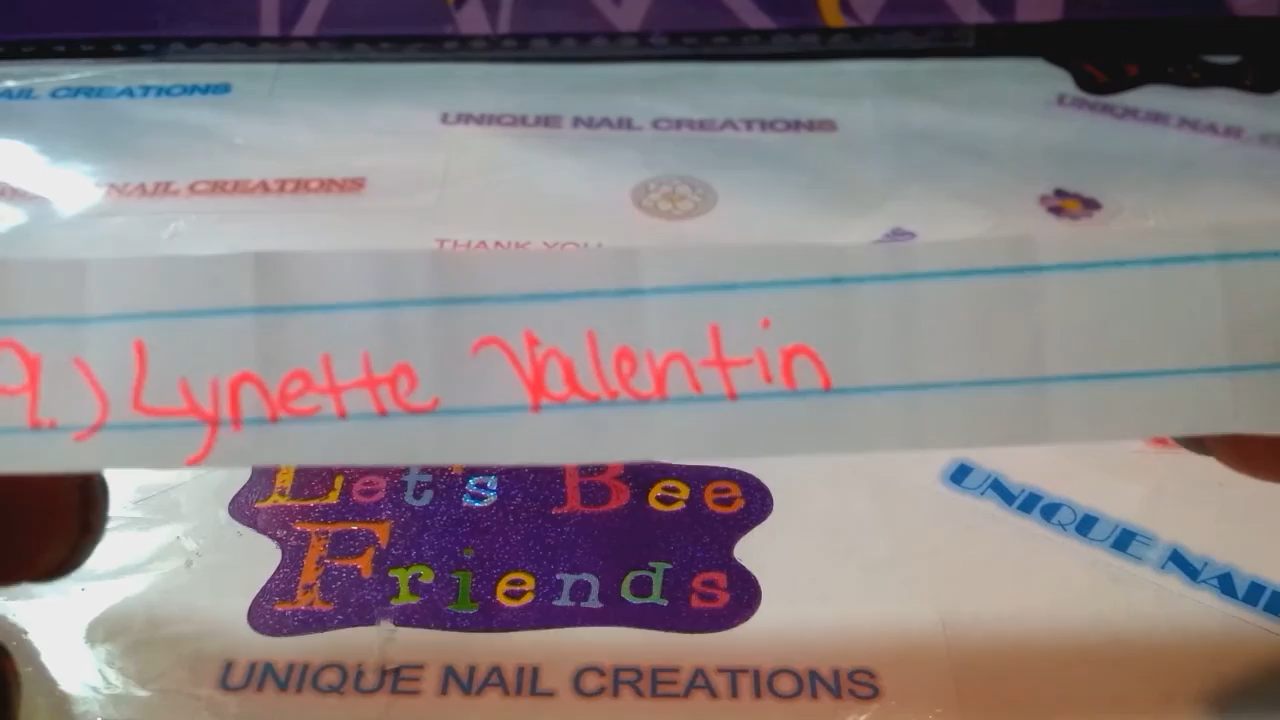 NAIL CREATIONS
UNIQUE NAIL CREATIONS
UNIQUE NAIL
NAIL CREATIONS
THANK YOU
9.) Lynette Valentin
Let's Bee
Friends
UNIQUE NAIL
UNIQUE NAIL CREATIONS